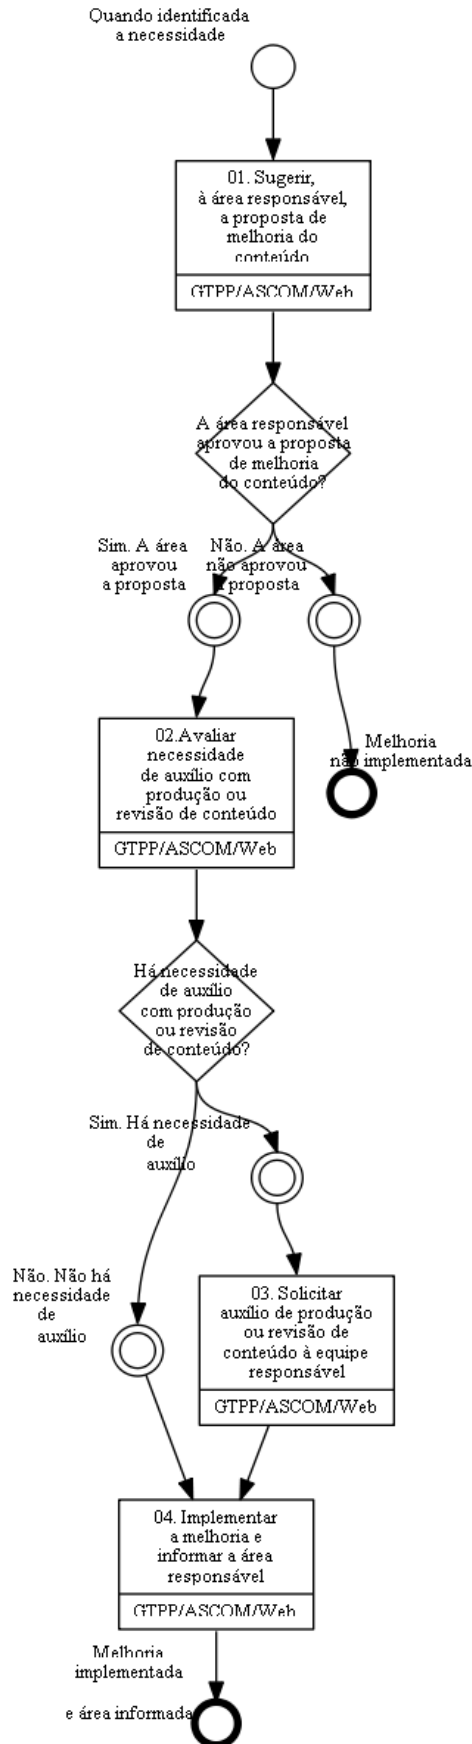 Quando identificada
a necessidade
01. Sugerir,
à área responsável,
a proposta de
melhoria do
conteúdo
GTPP/ASCOM/Web
A área responsável
aprovou a proposta
de melhoria
do conteúdo?
Sim. A área
aprovou
a proposta
Não. A área
não aprovou
a proposta
02.Avaliar
necessidade
de auxílio com
produção ou
revisão de conteúdo
GTPP/ASCOM/Web
Melhoria
não implementada
Há necessidade
de auxílio
com produção
ou revisão
de conteúdo?
Sim. Há necessidade
de
auxílio
Não. Não há
necessidade
de
auxílio
03. Solicitar
auxílio de produção
ou revisão de
conteúdo à equipe
responsável
GTPP/ASCOM/Web
04. Implementar
a melhoria e
informar a área
responsável
GTPP/ASCOM/Web
Melhoria
implementada
e área informada